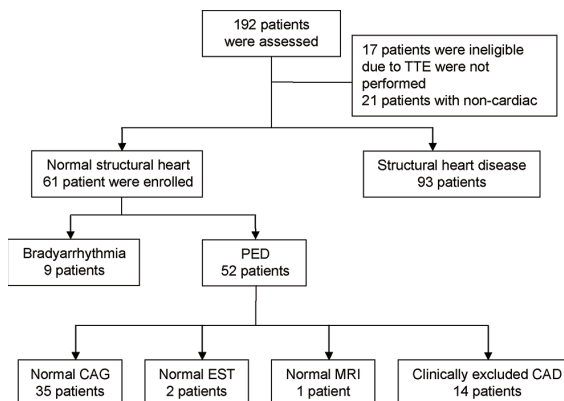 192 patients
were assessed
17 patients were ineligible
due to TTE were not
performed
21 patients with non-cardiac
Normal structural heart
61 patient were enrolled
Structural heart disease
93 patients
Bradyarrhythmia
9 patients
PED
52 patients
Normal CAG
35 patients
Normal EST
2 patients
Normal MRI
1 patient
Clinically excluded CAD
14 patients